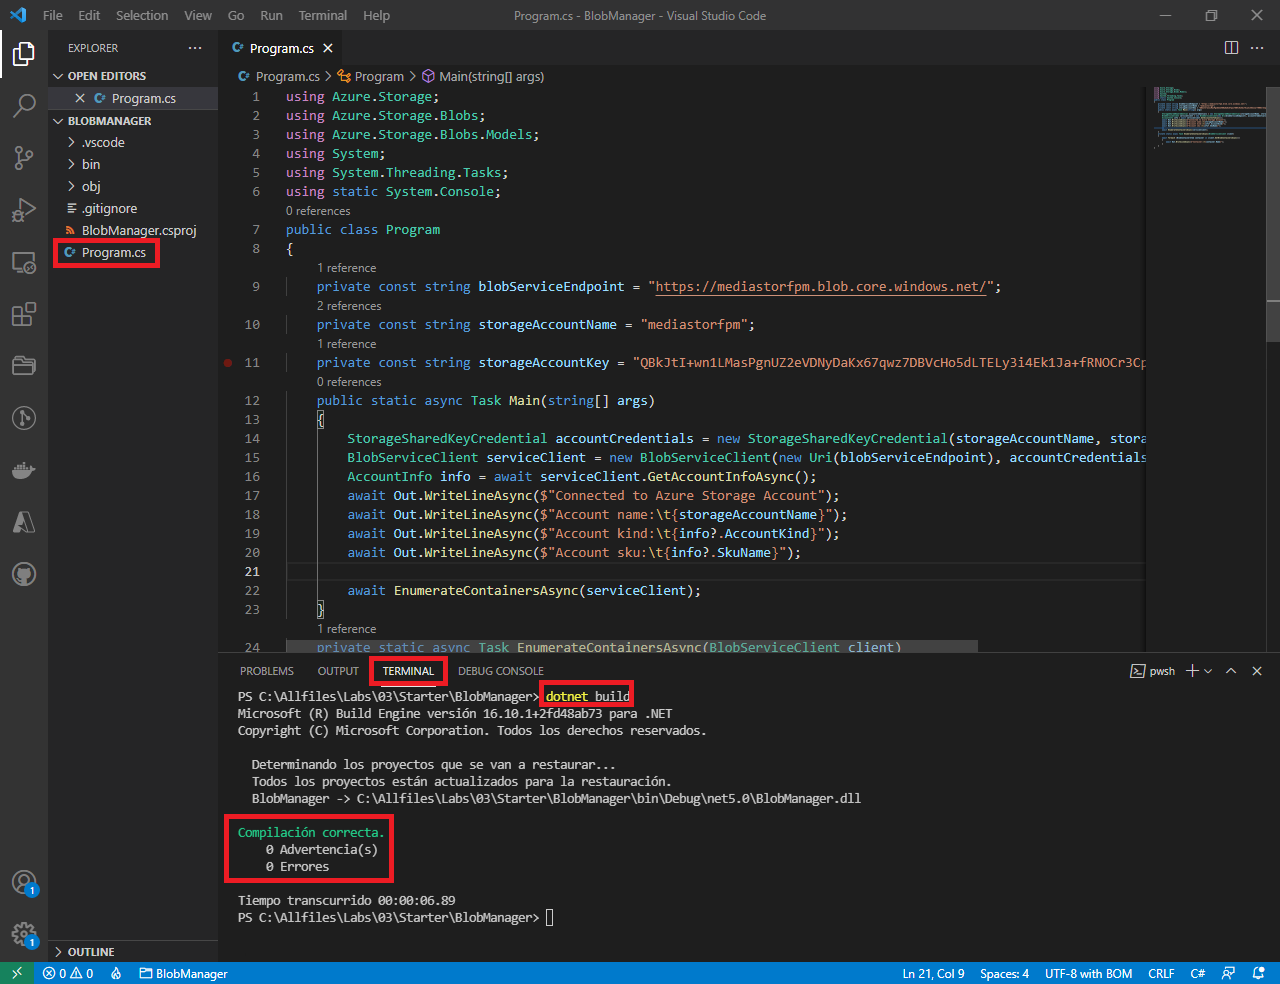 File Edit Selection View Go Run Terminal Help Program.cs - BlobManager - Visual Studio Code
EXPLORER
OPEN EDITORS
Program.cs
BLOBMANAGER
.vscode
bin
obj
.gitignore
BlobManager.csproj
Program.cs
OUTLINE
Program.cs
Program.cs > Program > Main(string[] args)
1 using Azure.Storage;
2 using Azure.Storage.Blobs;
3 using Azure.Storage.Blobs.Models;
4 using System;
5 using System.Threading.Tasks;
6 using static System.Console;
0 references
7 public class Program
8 {
1 reference
9 private const string blobServiceEndpoint = "https://mediastorfpm.blob.core.windows.net/";
2 references
10 private const string storageAccountName = "mediastorfpm";
1 reference
11 private const string storageAccountKey = "QBkJtI+wn1LMasPgnUZ2eVDNyDaKx67qwz7DBVcHo5dLTELy3i4Ek1Ja+fRNOCr3Cp
0 references
12 public static async Task Main(string[] args)
13 {
14 StorageSharedKeyCredential accountCredentials = new StorageSharedKeyCredential(storageAccountName, stora
15 BlobServiceClient serviceClient = new BlobServiceClient(new Uri(blobServiceEndpoint), accountCredentials
16 AccountInfo info = await serviceClient.GetAccountInfoAsync();
17 await Out.WriteLineAsync($"Connected to Azure Storage Account");
18 await Out.WriteLineAsync($"Account name:\t{storageAccountName}");
19 await Out.WriteLineAsync($"Account kind:\t{info?.AccountKind}");
20 await Out.WriteLineAsync($"Account sku:\t{info?.SkuName}");
21
22 await EnumerateContainersAsync(serviceClient);
23 }
1 reference
24 private static async Task EnumerateContainersAsync(BlobServiceClient client)
PROBLEMS OUTPUT TERMINAL DEBUG CONSOLE pwsh
PS C:\Allfiles\Labs\03\Starter\BlobManager> dotnet build
Microsoft (R) Build Engine versión 16.10.1+2fd48ab73 para .NET
Copyright (C) Microsoft Corporation. Todos los derechos reservados.
Determinando los proyectos que se van a restaurar...
Todos los proyectos están actualizados para la restauración.
BlobManager -> C:\Allfiles\Labs\03\Starter\BlobManager\bin\Debug\net5.0\BlobManager.dll
Compilación correcta.
0 Advertencia(s)
0 Errores
Tiempo transcurrido 00:00:06.89
PS C:\Allfiles\Labs\03\Starter\BlobManager>
1
1
0 0 BlobManager Ln 21, Col 9 Spaces: 4 UTF-8 with BOM CRLF C#